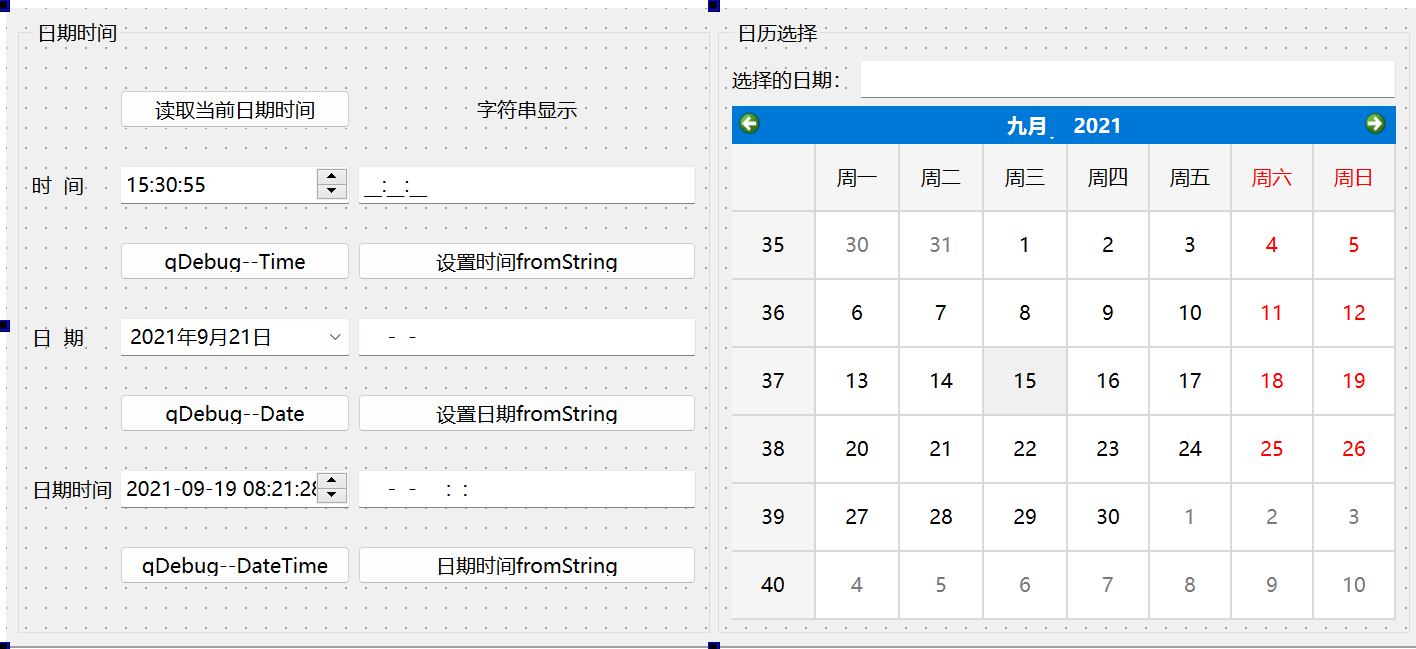 日期时间
读取当前日期时间 字符串显示
时 间 15:30:55 __:__:__
qDebug--Time 设置时间fromString
日 期 2021年9月21日 - -
qDebug--Date 设置日期fromString
日期时间 2021-09-19 08:21:28 - - : :
qDebug--DateTime 日期时间fromString
日历选择
选择的日期:
九月, 2021
周一 周二 周三 周四 周五 周六 周日
35 30 31 1 2 3 4 5
36 6 7 8 9 10 11 12
37 13 14 15 16 17 18 19
38 20 21 22 23 24 25 26
39 27 28 29 30 1 2 3
40 4 5 6 7 8 9 10